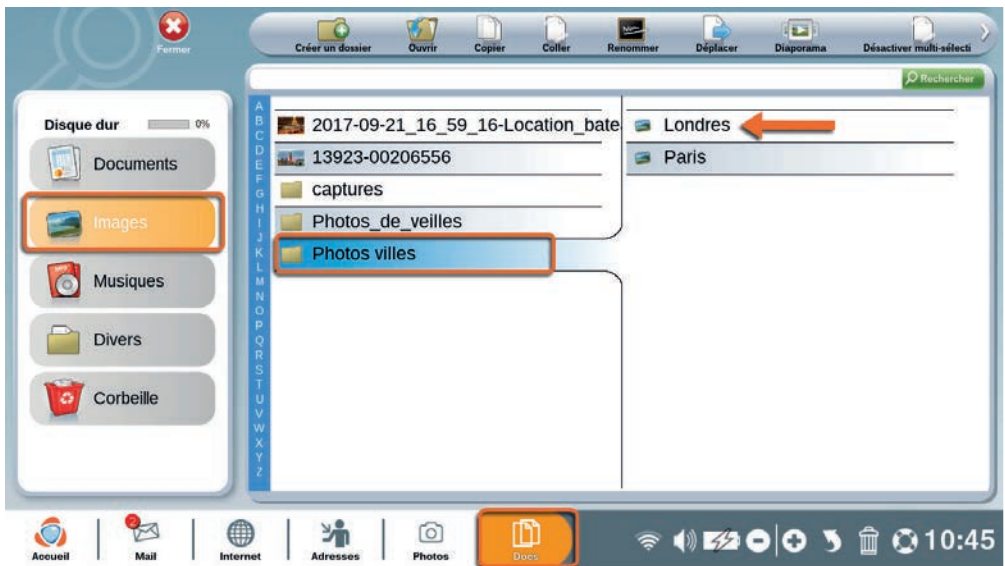 Fermer
Créer un dossier
Ouvrir
Copier
Coller
Renommer
Déplacer
Diaporama
Désactiver multi-sélecti
Rechercher
Disque dur 0%
Documents
Images
Musiques
Divers
Corbeille
A
B
C
D
E
F
G
H
I
J
K
L
M
N
O
P
Q
R
S
T
U
V
W
X
Y
Z
2017-09-21_16_59_16-Location_bate
13923-00206556
captures
Photos_de_veilles
Photos villes
Londres
Paris
Accueil
2
Mail
Internet
Adresses
Photos
Docs
10:45